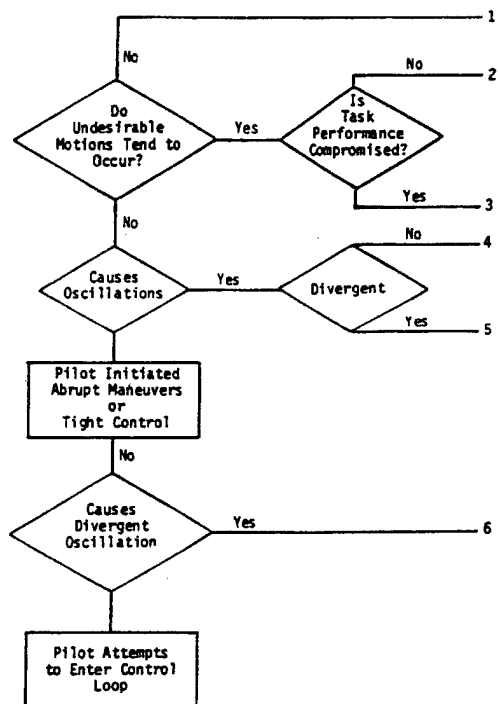 1
No
No
2
Do
Undesirable
Motions Tend to
Occur?
Yes
Is
Task
Performance
Compromised?
Yes
3
No
No
4
Causes
Oscillations
Yes
Divergent
Yes
5
Pilot Initiated
Abrupt Maneuvers
or
Tight Control
No
Causes
Divergent
Oscillation
Yes
6
Pilot Attempts
to Enter Control
Loop